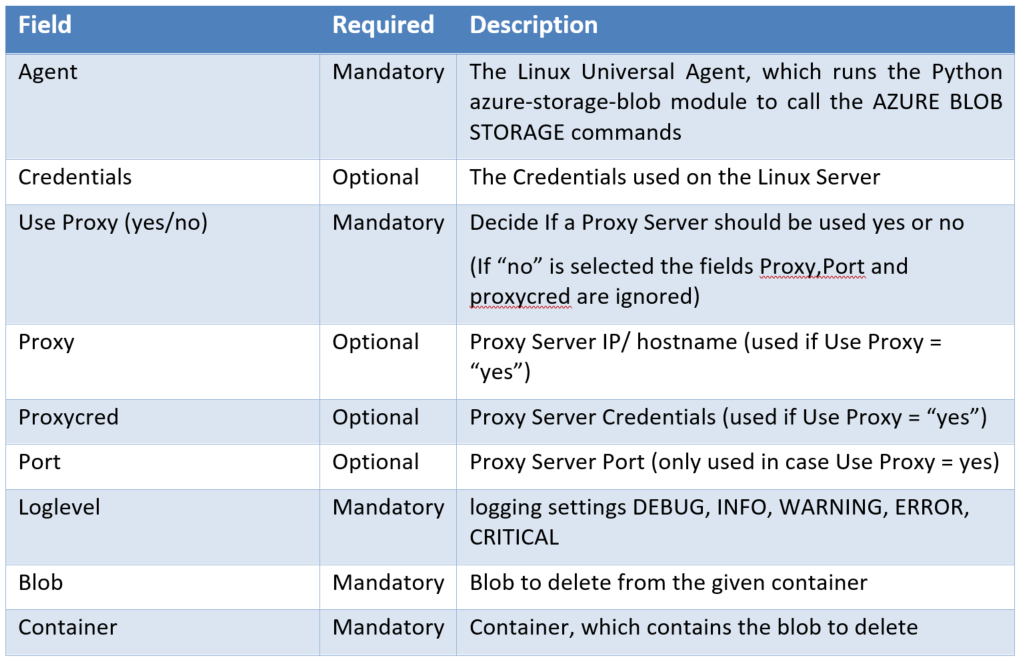 Field Required Description
Agent Mandatory The Linux Universal Agent, which runs the Python
azure-storage-blob module to call the AZURE BLOB
STORAGE commands
Credentials Optional The Credentials used on the Linux Server
Use Proxy (yes/no) Mandatory Decide If a Proxy Server should be used yes or no
(If “no” is selected the fields Proxy,Port and
proxycred are ignored)
Proxy Optional Proxy Server IP/ hostname (used if Use Proxy =
“yes”)
Proxycred Optional Proxy Server Credentials (used if Use Proxy = “yes”)
Port Optional Proxy Server Port (only used in case Use Proxy = yes)
Loglevel Mandatory logging settings DEBUG, INFO, WARNING, ERROR,
CRITICAL
Blob Mandatory Blob to delete from the given container
Container Mandatory Container, which contains the blob to delete